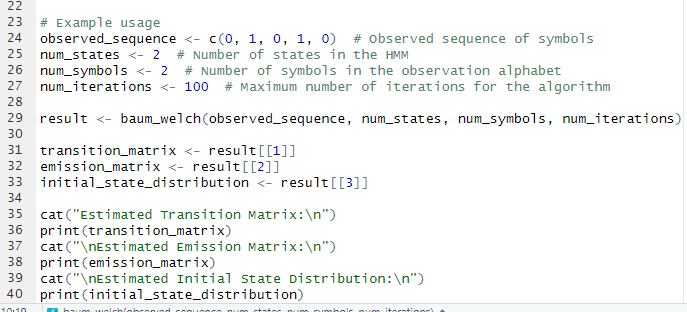 22
23 # Example usage
24 observed_sequence <- c(0, 1, 0, 1, 0)  # Observed sequence of symbols
25 num_states <- 2  # Number of states in the HMM
26 num_symbols <- 2  # Number of symbols in the observation alphabet
27 num_iterations <- 100  # Maximum number of iterations for the algorithm
28
29 result <- baum_welch(observed_sequence, num_states, num_symbols, num_iterations)
30
31 transition_matrix <- result[[1]]
32 emission_matrix <- result[[2]]
33 initial_state_distribution <- result[[3]]
34
35 cat("Estimated Transition Matrix:\n")
36 print(transition_matrix)
37 cat("\nEstimated Emission Matrix:\n")
38 print(emission_matrix)
39 cat("\nEstimated Initial State Distribution:\n")
40 print(initial_state_distribution)
10:19 baum_welch(observed_sequence, num_states, num_symbols, num_iterations)